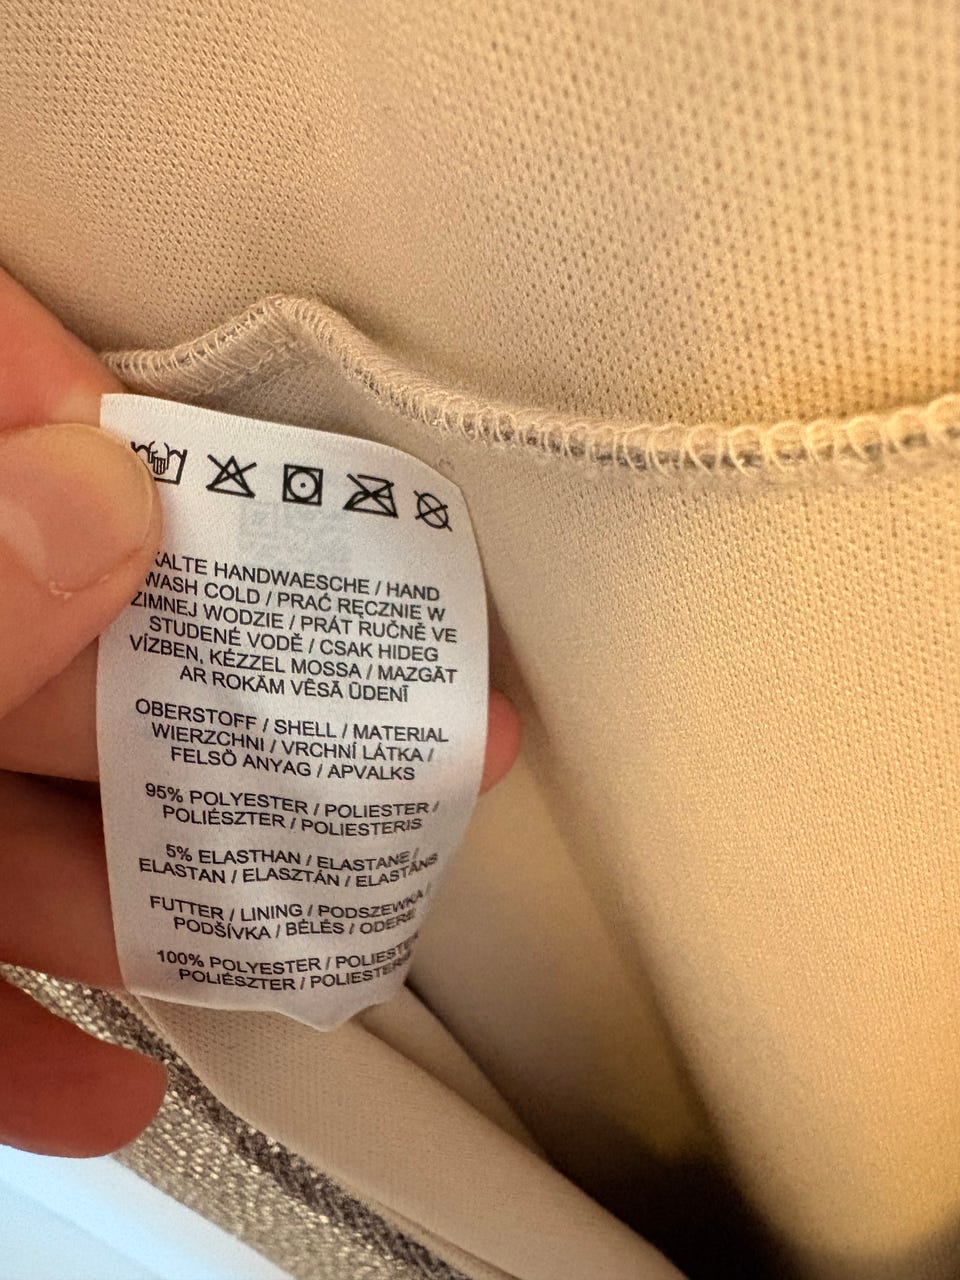 KALTE HANDWAESCHE / HAND
WASH COLD / PRAĆ RĘCZNIE W
ZIMNEJ WODZIE / PRÁT RUČNĚ VE
STUDENÉ VODĚ / CSAK HIDEG
VÍZBEN, KÉZZEL MOSSA / MAZGĀT
AR ROKĀM VĒSĀ ŪDENĪ
OBERSTOFF / SHELL / MATERIAL
WIERZCHNI / VRCHNÍ LÁTKA /
FELSŐ ANYAG / APVALKS
95% POLYESTER / POLIESTER /
POLIÉSZTER / POLIESTERIS
5% ELASTHAN / ELASTANE /
ELASTAN / ELASZTÁN / ELASTĀNS
FUTTER / LINING / PODSZEWKA /
PODŠÍVKA / BÉLÉS / ODERE
100% POLYESTER / POLIESTER
POLIÉSZTER / POLIESTERIS